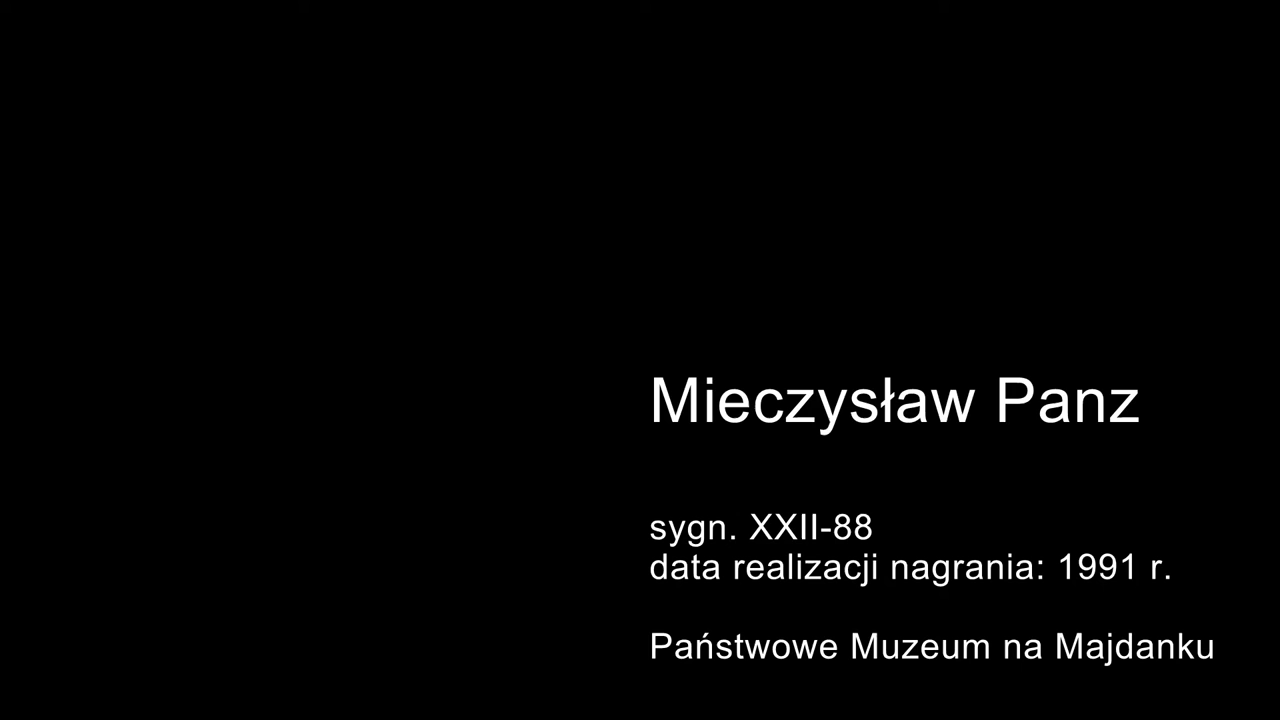 Mieczysław Panz
sygn. XXII-88
data realizacji nagrania: 1991 r.
Państwowe Muzeum na Majdanku